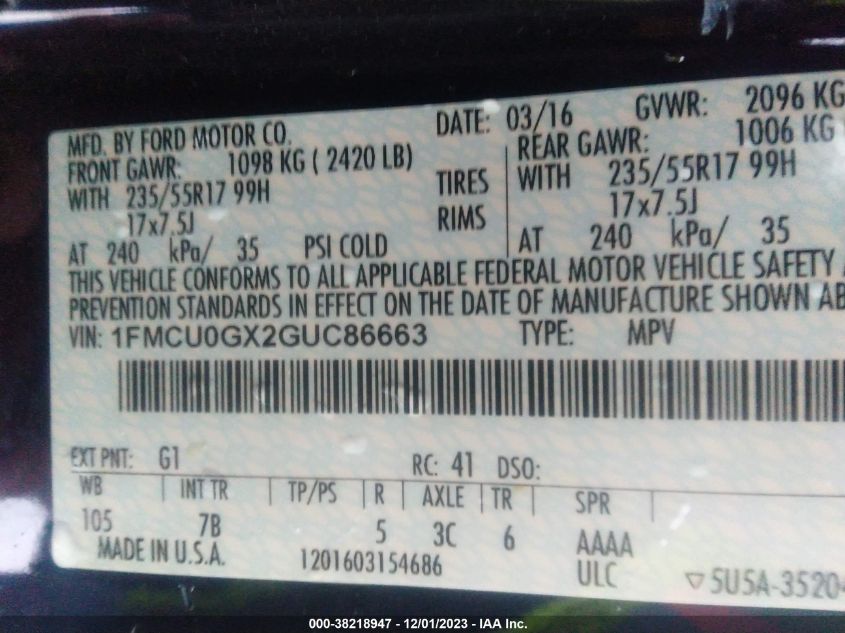 MFD. BY FORD MOTOR CO. DATE: 03/16 GVWR: 2096 KG
FRONT GAWR: 1098 KG ( 2420 LB) REAR GAWR: 1006 KG
WITH 235/55R17 99H TIRES WITH 235/55R17 99H
17x7.5J RIMS 17x7.5J
AT 240 kPa/ 35 PSI COLD AT 240 kPa/ 35
THIS VEHICLE CONFORMS TO ALL APPLICABLE FEDERAL MOTOR VEHICLE SAFETY
PREVENTION STANDARDS IN EFFECT ON THE DATE OF MANUFACTURE SHOWN AB
VIN: 1FMCU0GX2GUC86663 TYPE: MPV
EXT PNT: G1 RC: 41 DSO:
WB INT TR TP/PS R AXLE TR SPR
105 7B 5 3C 6 AAAA
MADE IN U.S.A. 1201603154686 ULC ▽5U5A-3520
000-38218947 - 12/01/2023 - IAA Inc.